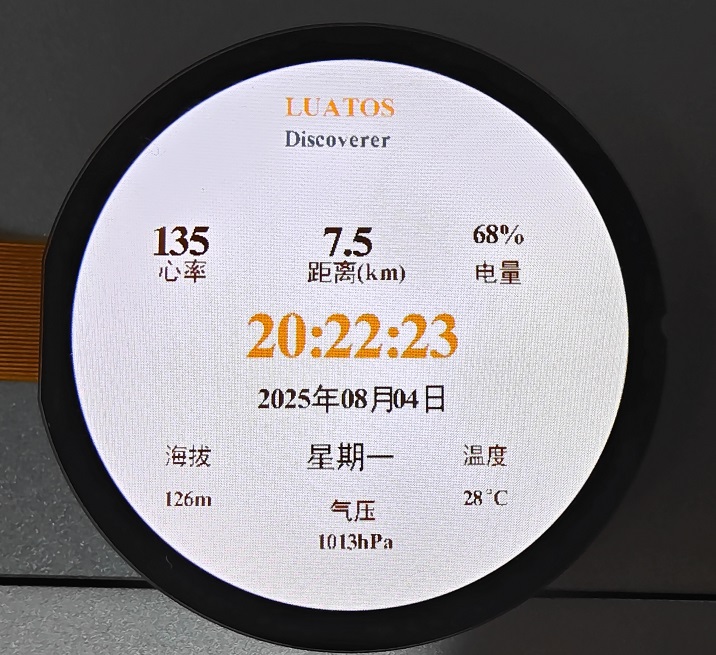 LUATOS
Discoverer
135 7.5 68%
心率 距离(km) 电量
20:22:23
2025年08月04日
海拔 星期一 温度
126m 28°C
气压
1013hPa